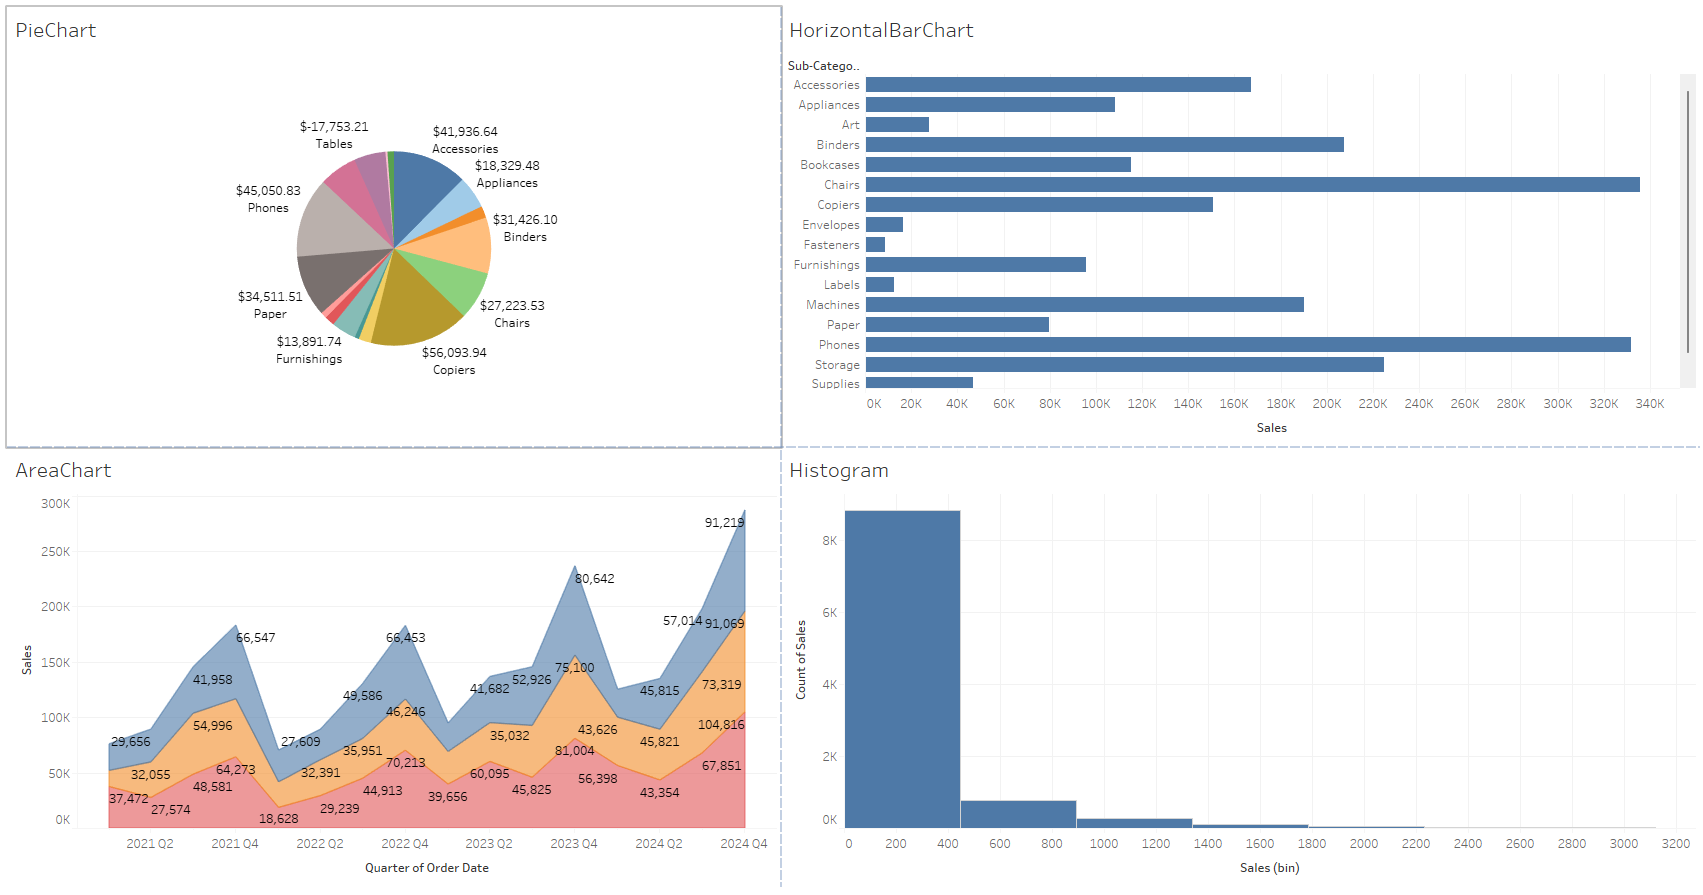 PieChart
$-17,753.21
Tables
$41,936.64
Accessories
$18,329.48
Appliances
$45,050.83
Phones
$31,426.10
Binders
$34,511.51
Paper
$27,223.53
Chairs
$13,891.74
Furnishings
$56,093.94
Copiers
HorizontalBarChart
Sub-Catego..
Accessories
Appliances
Art
Binders
Bookcases
Chairs
Copiers
Envelopes
Fasteners
Furnishings
Labels
Machines
Paper
Phones
Storage
Supplies
0K 20K 40K 60K 80K 100K 120K 140K 160K 180K 200K 220K 240K 260K 280K 300K 320K 340K
Sales
AreaChart
300K
250K
200K
150K
100K
50K
0K
Sales
91,219
80,642
57,014
91,069
66,547
66,453
75,100
41,958
52,926
73,319
41,682
45,815
49,586
46,246
54,996
104,816
43,626
35,032
29,656
27,609
45,821
35,951
81,004
70,213
67,851
64,273
32,391
60,095
32,055
56,398
48,581
45,825
44,913
43,354
39,656
37,472
27,574
29,239
18,628
2021 Q2 2021 Q4 2022 Q2 2022 Q4 2023 Q2 2023 Q4 2024 Q2 2024 Q4
Quarter of Order Date
Histogram
8K
6K
4K
2K
0K
Count of Sales
0 200 400 600 800 1000 1200 1400 1600 1800 2000 2200 2400 2600 2800 3000 3200
Sales (bin)